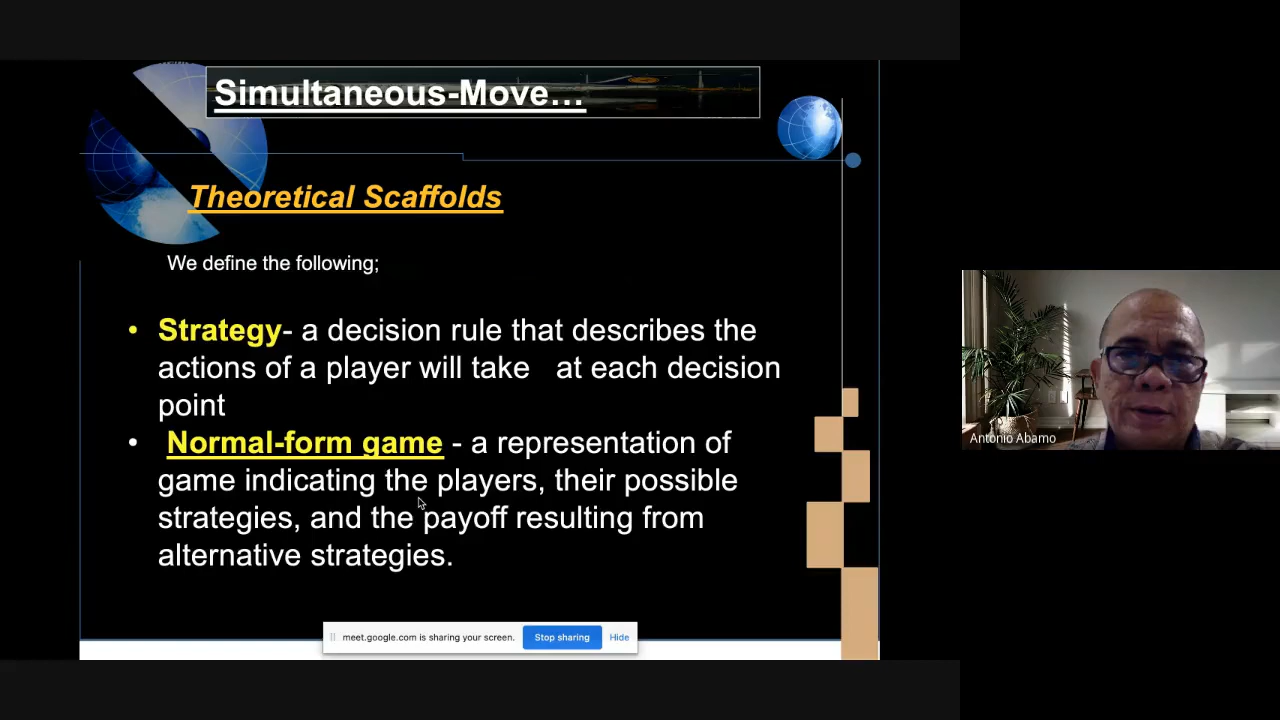 Simultaneous-Move...
Theoretical Scaffolds
We define the following;
• Strategy- a decision rule that describes the
actions of a player will take at each decision
point
• Normal-form game - a representation of
game indicating the players, their possible
strategies, and the payoff resulting from
alternative strategies.
meet.google.com is sharing your screen. Stop sharing Hide
Antonio Abamo